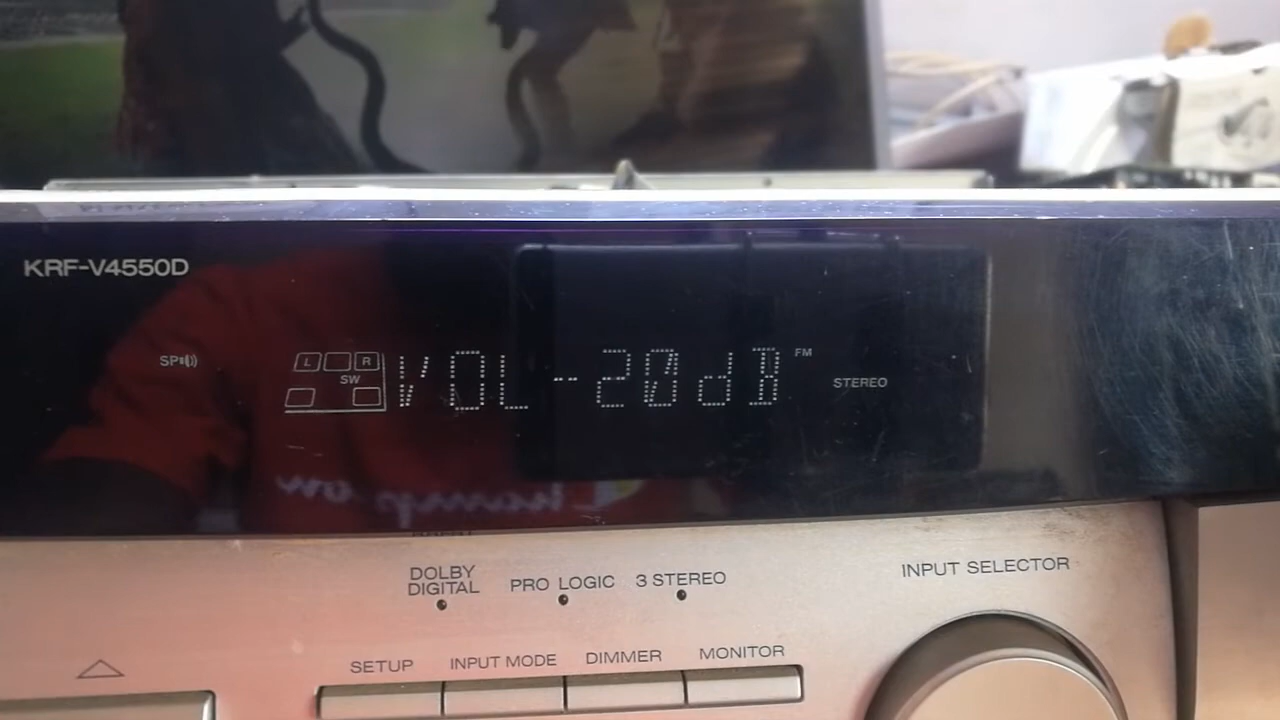 KRF-V4550D
SP
L R
SW
VOL -20dB
FM
STEREO
DOLBY
DIGITAL
PRO LOGIC
3 STEREO
INPUT SELECTOR
SETUP
INPUT MODE
DIMMER
MONITOR